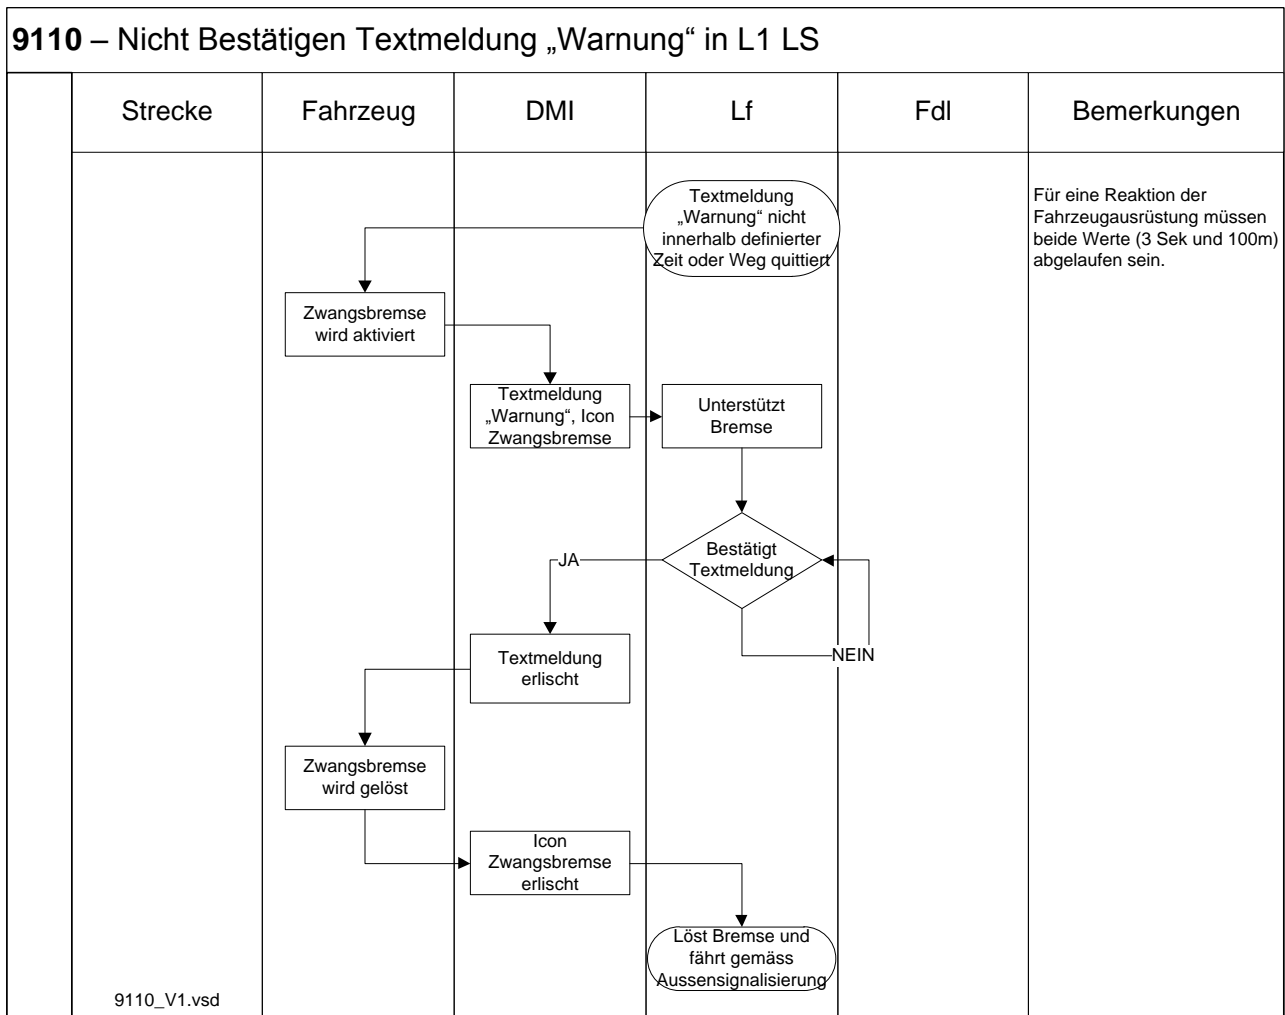 9110 – Nicht Bestätigen Textmeldung „Warnung“ in L1 LS
Strecke
Fahrzeug
DMI
Lf
Fdl
Bemerkungen
Textmeldung
„Warnung“ nicht
innerhalb definierter
Zeit oder Weg quittiert
Für eine Reaktion der
Fahrzeugausrüstung müssen
beide Werte (3 Sek und 100m)
abgelaufen sein.
Zwangsbremse
wird aktiviert
Textmeldung
„Warnung“, Icon
Zwangsbremse
Unterstützt
Bremse
Bestätigt
Textmeldung
JA
NEIN
Textmeldung
erlischt
Zwangsbremse
wird gelöst
Icon
Zwangsbremse
erlischt
Löst Bremse und
fährt gemäss
Aussensignalisierung
9110_V1.vsd